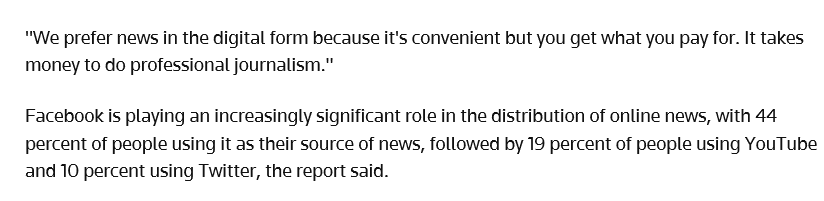 "We prefer news in the digital form because it's convenient but you get what you pay for. It takes
money to do professional journalism."
Facebook is playing an increasingly significant role in the distribution of online news, with 44
percent of people using it as their source of news, followed by 19 percent of people using YouTube
and 10 percent using Twitter, the report said.